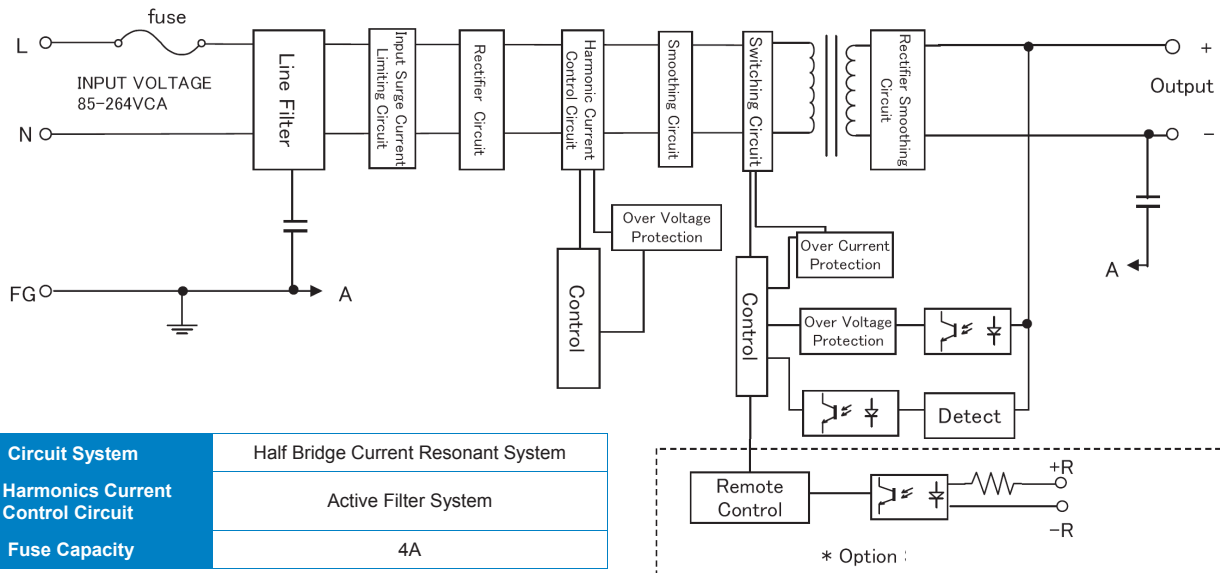 fuse
L
INPUT VOLTAGE
85-264VCA
N
FG
A
Line Filter
Input Surge Current
Limiting Circuit
Rectifier Circuit
Harmonic Current
Control Circuit
Smoothing Circuit
Switching Circuit
Rectifier Smoothing
Circuit
+
Output
−
A
Over Voltage
Protection
Control
Over Current
Protection
Control
Over Voltage
Protection
Detect
Remote
Control
+R
−R
* Option :
Circuit System
Half Bridge Current Resonant System
Harmonics Current
Control Circuit
Active Filter System
Fuse Capacity
4A